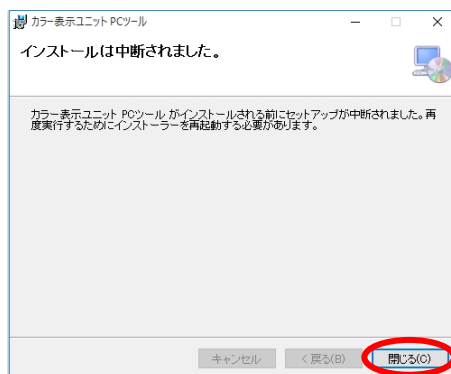 カラー表示ユニット PCツール
インストールは中断されました。
カラー表示ユニット PCツール がインストールされる前にセットアップが中断されました。再
度実行するためにインストーラーを再起動する必要があります。
キャンセル
< 戻る(B)
閉じる(C)